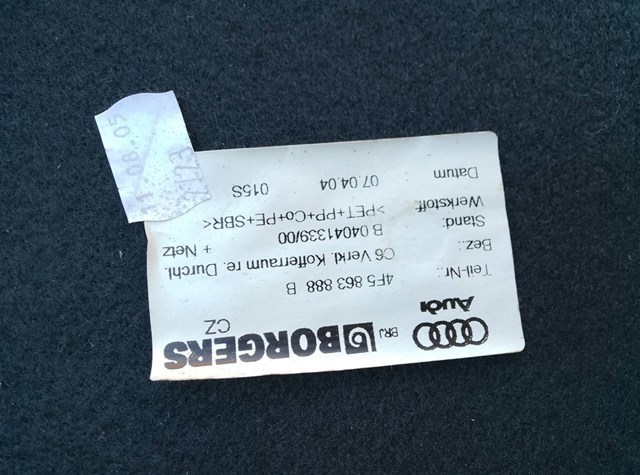 Audi BRJ BORGERS
CZ
Teil-Nr.: 4F5 863 888 B
Bez.: C6 Verkl. Kofferraum re. Durchl.
Stand: B 04041339/00 + Netz
Werkstoff: >PET+PP+Co+PE+SBR<
Datum 07.04.04 015S
08. 05